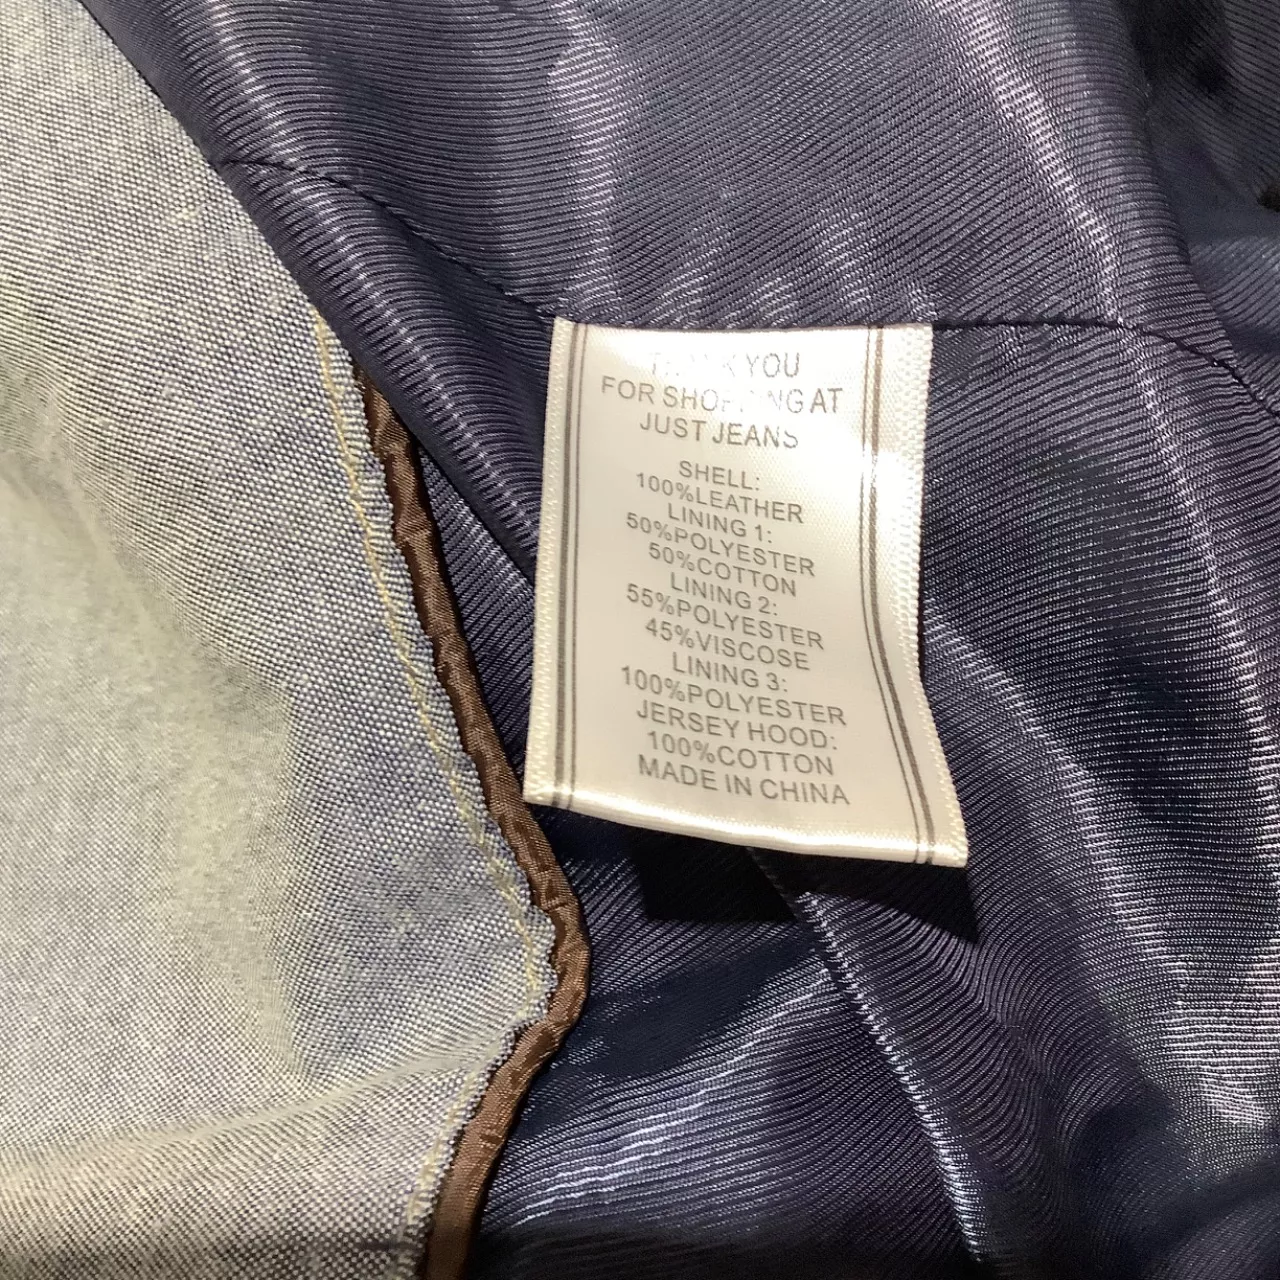 THANK YOU
FOR SHOPPING AT
JUST JEANS
SHELL:
100%LEATHER
LINING 1:
50%POLYESTER
50%COTTON
LINING 2:
55%POLYESTER
45%VISCOSE
LINING 3:
100%POLYESTER
JERSEY HOOD:
100%COTTON
MADE IN CHINA